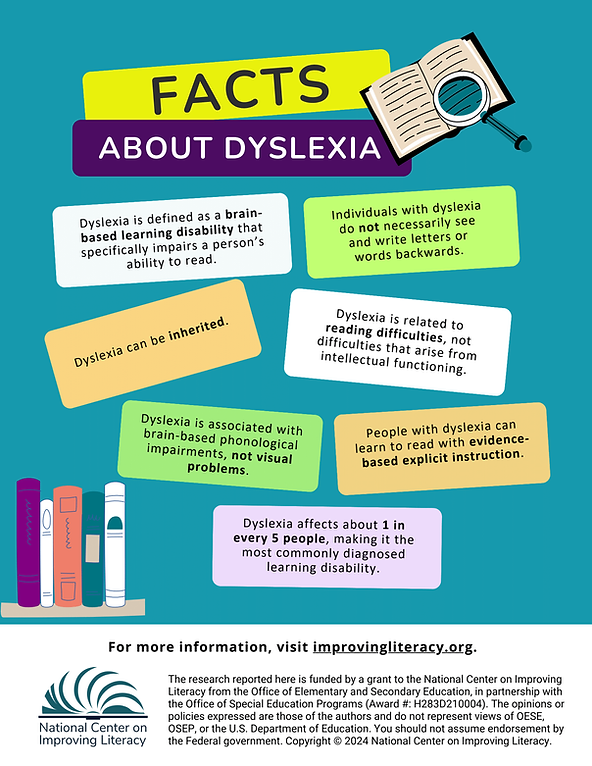 FACTS
ABOUT DYSLEXIA
Dyslexia is defined as a brain-
based learning disability that
specifically impairs a person's
ability to read.
Individuals with dyslexia
do not necessarily see
and write letters or
words backwards.
Dyslexia can be inherited.
Dyslexia is related to
reading difficulties, not
difficulties that arise from
intellectual functioning.
Dyslexia is associated with
brain-based phonological
impairments, not visual
problems.
People with dyslexia can
learn to read with evidence-
based explicit instruction.
Dyslexia affects about 1 in
every 5 people, making it the
most commonly diagnosed
learning disability.
For more information, visit improvingliteracy.org.
National Center on
Improving Literacy
The research reported here is funded by a grant to the National Center on Improving
Literacy from the Office of Elementary and Secondary Education, in partnership with
the Office of Special Education Programs (Award #: H283D210004). The opinions or
policies expressed are those of the authors and do not represent views of OESE,
OSEP, or the U.S. Department of Education. You should not assume endorsement by
the Federal government. Copyright © 2024 National Center on Improving Literacy.